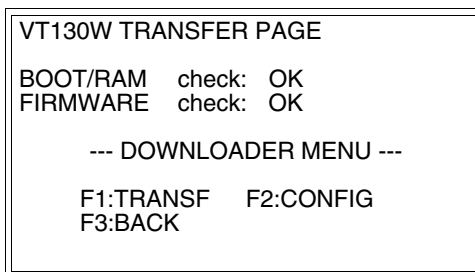 VT130W TRANSFER PAGE
BOOT/RAM check: OK
FIRMWARE check: OK
--- DOWNLOADER MENU ---
F1:TRANSF F2:CONFIG
F3:BACK